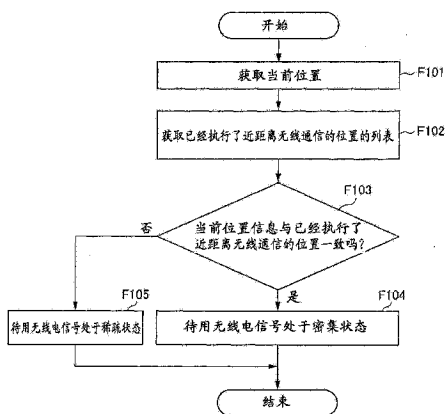 开始
获取当前位置
F101
获取已经执行了近距离无线通信的位置的列表
F102
F103
当前位置信息与已经执行了
近距离无线通信的位置一致吗?
否
是
F105
待用无线电信号处于稀疏状态
F104
待用无线电信号处于密集状态
结束